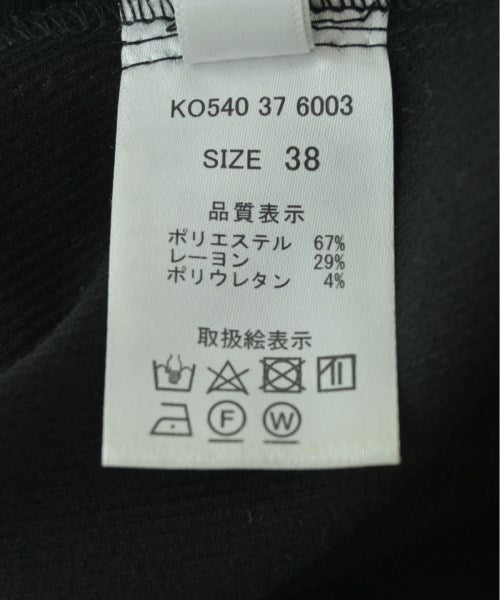 KO540 37 6003
SIZE 38
品質表示
ポリエステル 67%
レーヨン 29%
ポリウレタン 4%
取扱絵表示
F W